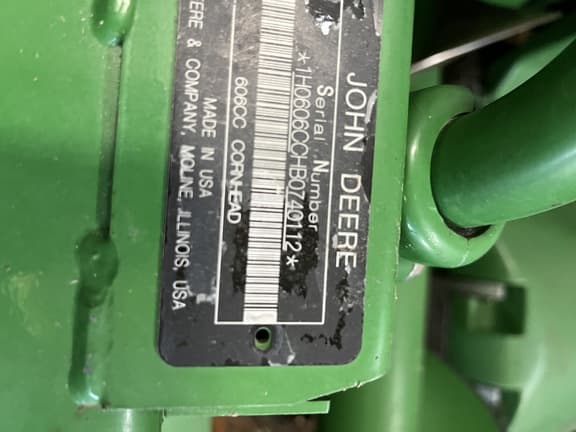 JOHN DEERE
Serial Number
*1H0606CCHB0740112*
606CC CORNHEAD
MADE IN USA
DEERE & COMPANY, MOLINE, ILLINOIS, USA